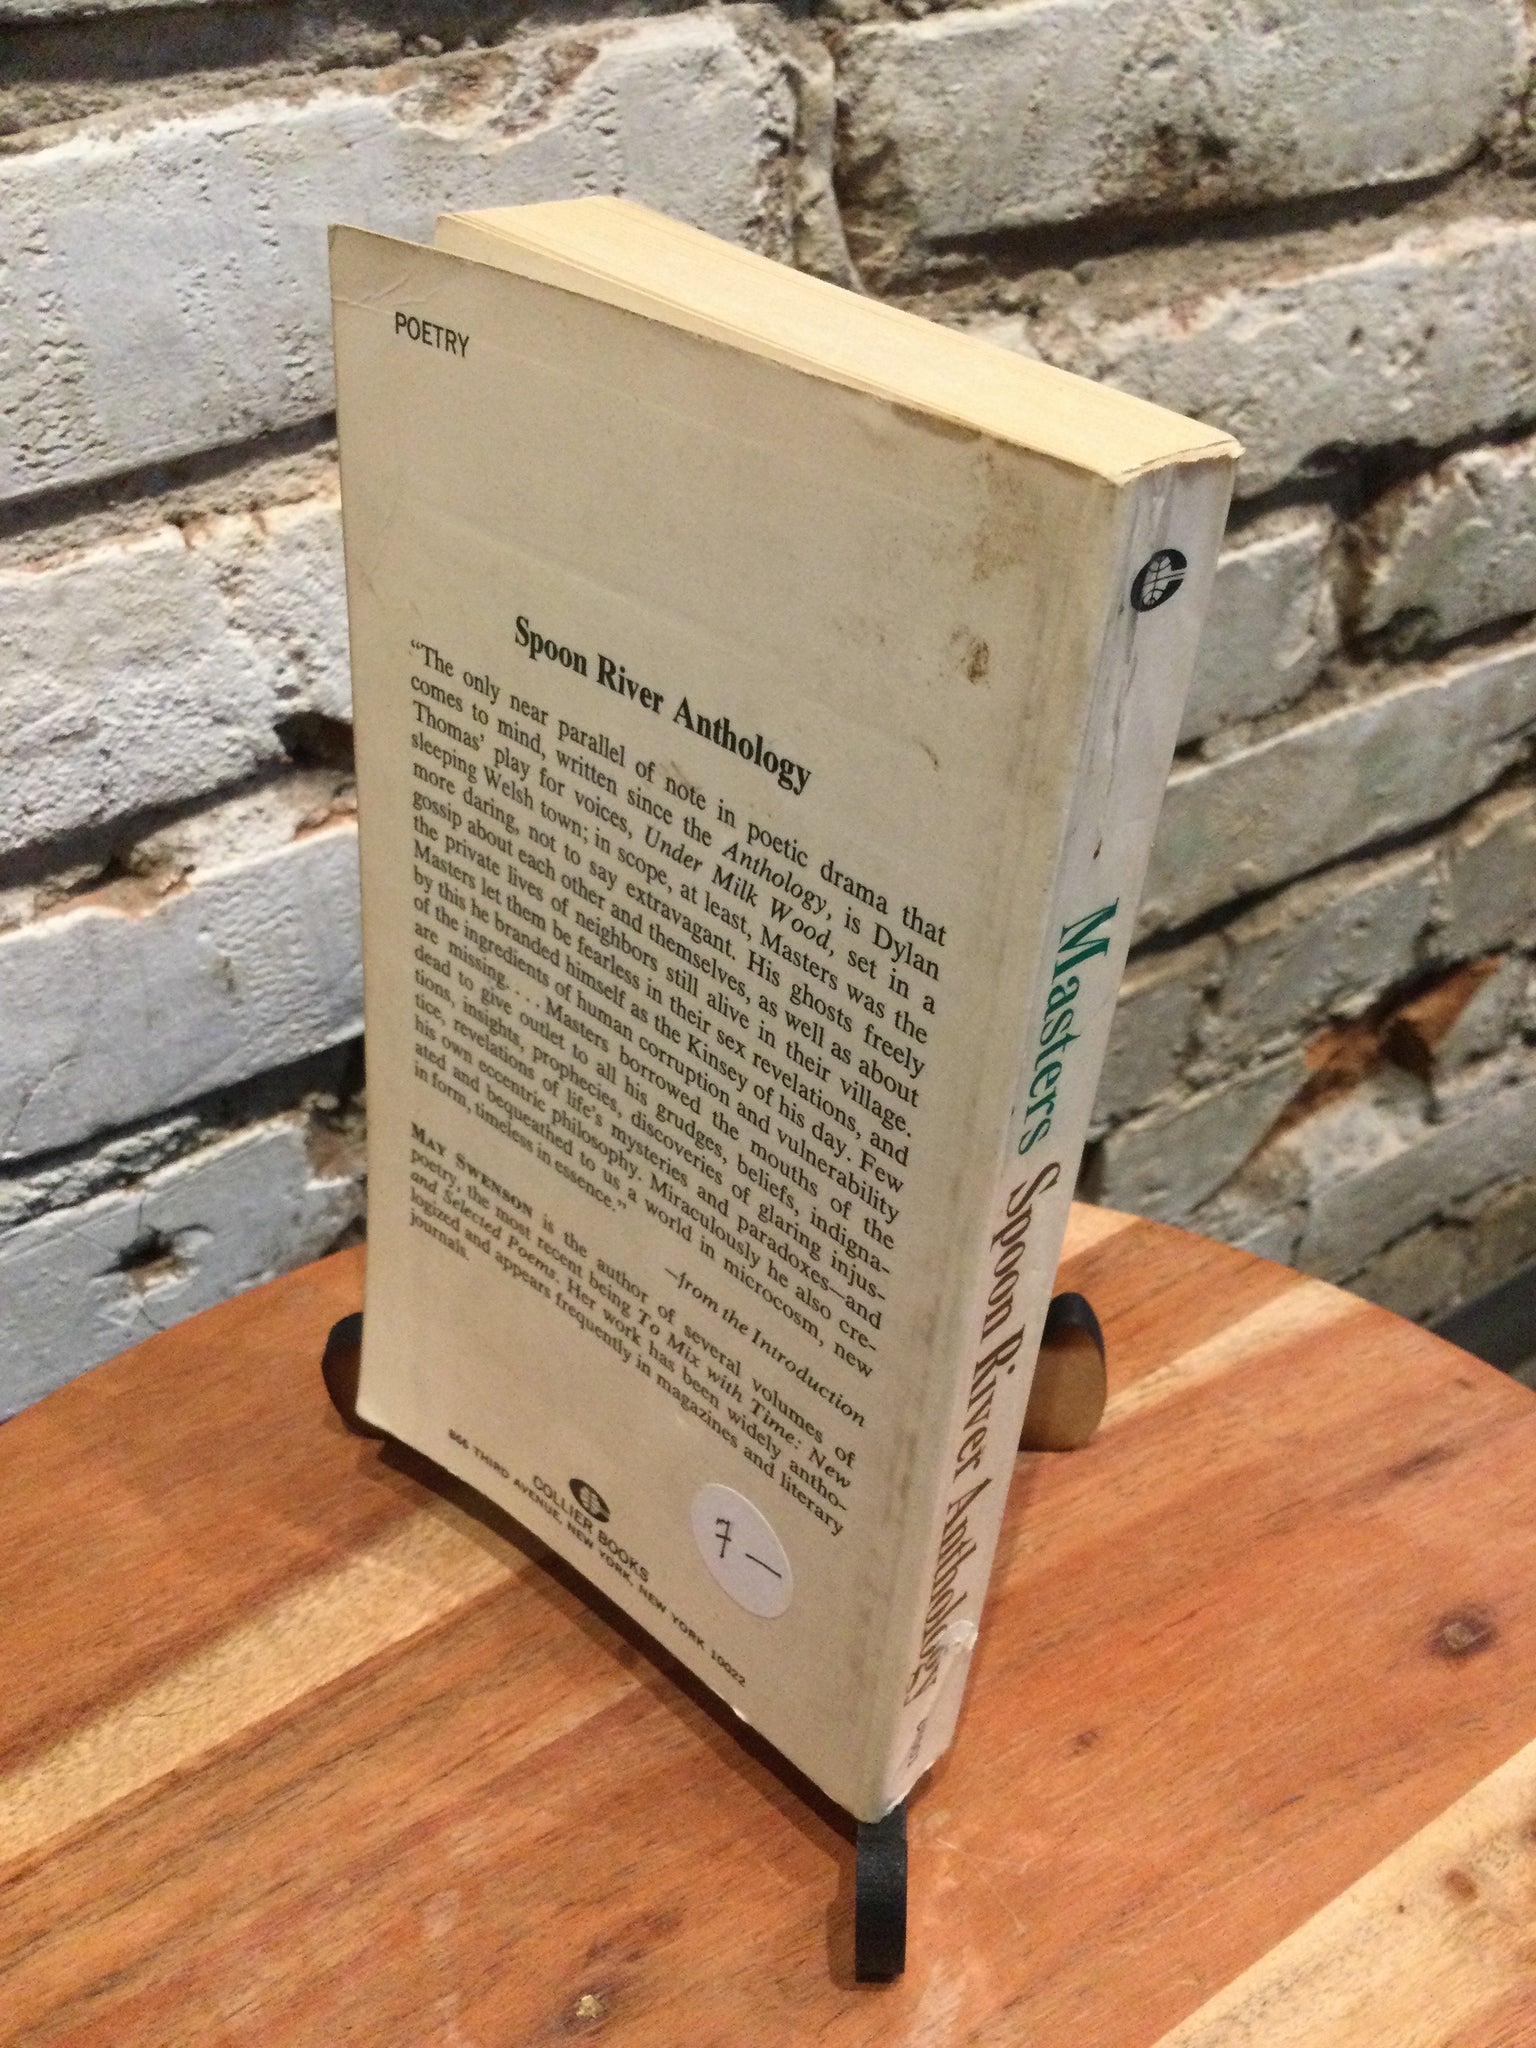 POETRY
Spoon River Anthology
“The only near parallel of note in poetic drama that
comes to mind, written since the Anthology, is Dylan
Thomas’ play for voices, Under Milk Wood, set in a
sleeping Welsh town; in scope, at least, Masters was the
more daring, not to say extravagant. His ghosts freely
gossip about each other and themselves, as well as about
the private lives of neighbors still alive in their village.
Masters let them be fearless in their sex revelations, and
by this he branded himself as the Kinsey of his day. Few
of the ingredients of human corruption and vulnerability
are missing. . . . Masters borrowed the mouths of the
dead to give outlet to all his grudges, beliefs, indigna-
tions, insights, prophecies, discoveries of glaring injus-
tice, revelations of life’s mysteries and paradoxes—and
his own eccentric philosophy. Miraculously he also cre-
ated and bequeathed to us a world in microcosm, new
in form, timeless in essence.”
—from the Introduction
MAY SWENSON is the author of several volumes of
poetry, the most recent being To Mix with Time: New
and Selected Poems. Her work has been widely antho-
logized and appears frequently in magazines and literary
journals.
COLLIER BOOKS
866 THIRD AVENUE, NEW YORK, NEW YORK 10022
7—
Masters Spoon River Anthology